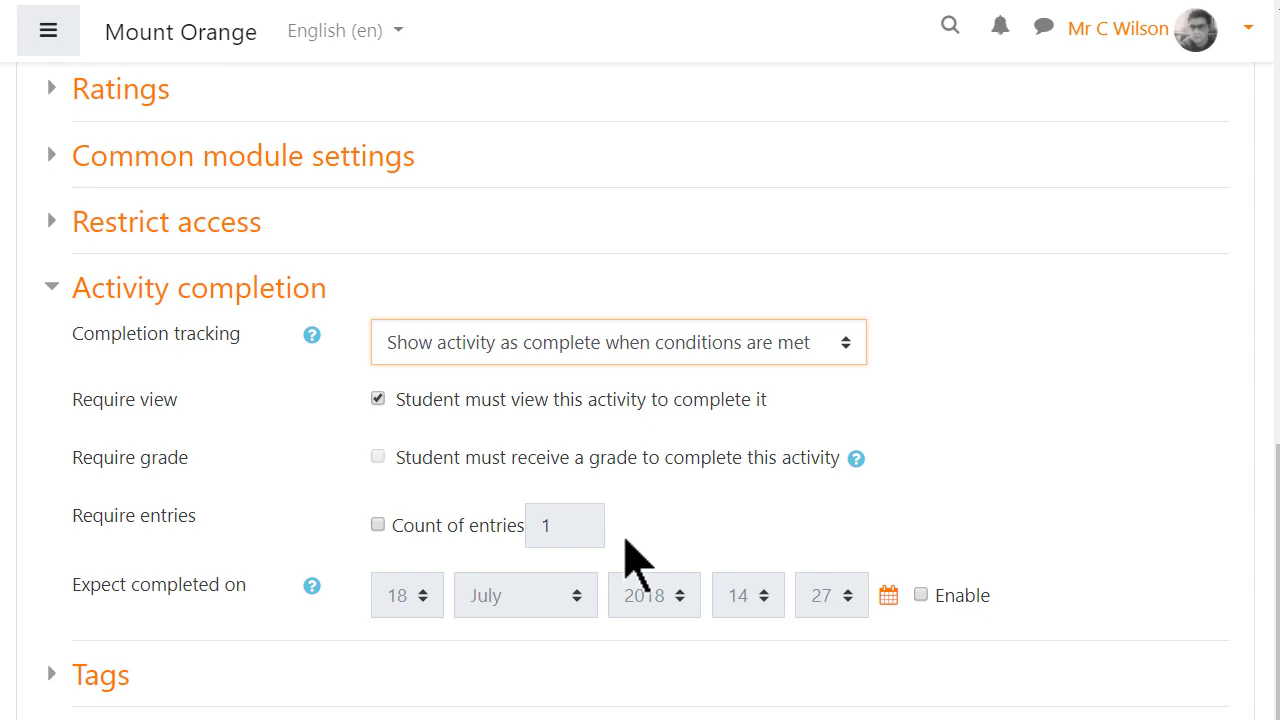 Mount Orange English (en) Mr C Wilson
Ratings
Common module settings
Restrict access
Activity completion
Completion tracking ? Show activity as complete when conditions are met
Require view Student must view this activity to complete it
Require grade Student must receive a grade to complete this activity ?
Require entries Count of entries 1
Expect completed on ? 18 July 2018 14 27 Enable
Tags